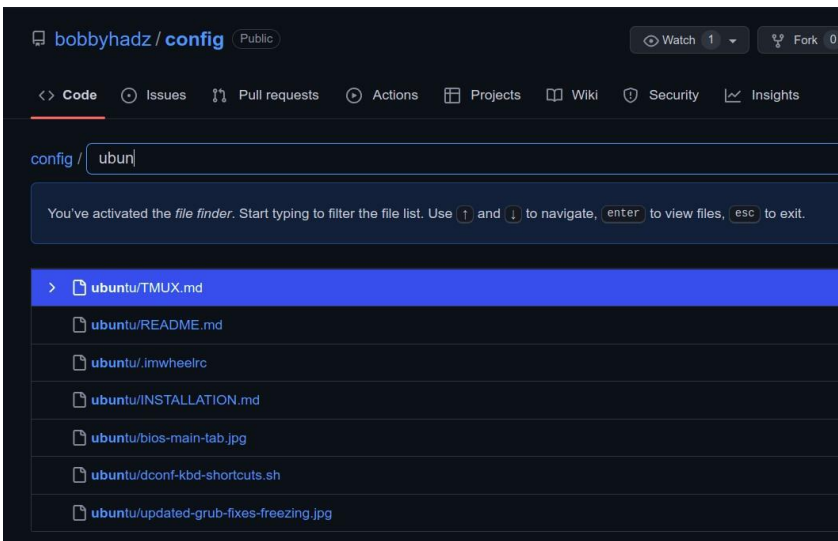 bobbyhadz / config Public Watch 1 Fork 0
Code Issues Pull requests Actions Projects Wiki Security Insights
config / ubun
You've activated the file finder. Start typing to filter the file list. Use ↑ and ↓ to navigate, enter to view files, esc to exit.
ubuntu/TMUX.md
ubuntu/README.md
ubuntu/.imwheelrc
ubuntu/INSTALLATION.md
ubuntu/bios-main-tab.jpg
ubuntu/dconf-kbd-shortcuts.sh
ubuntu/updated-grub-fixes-freezing.jpg